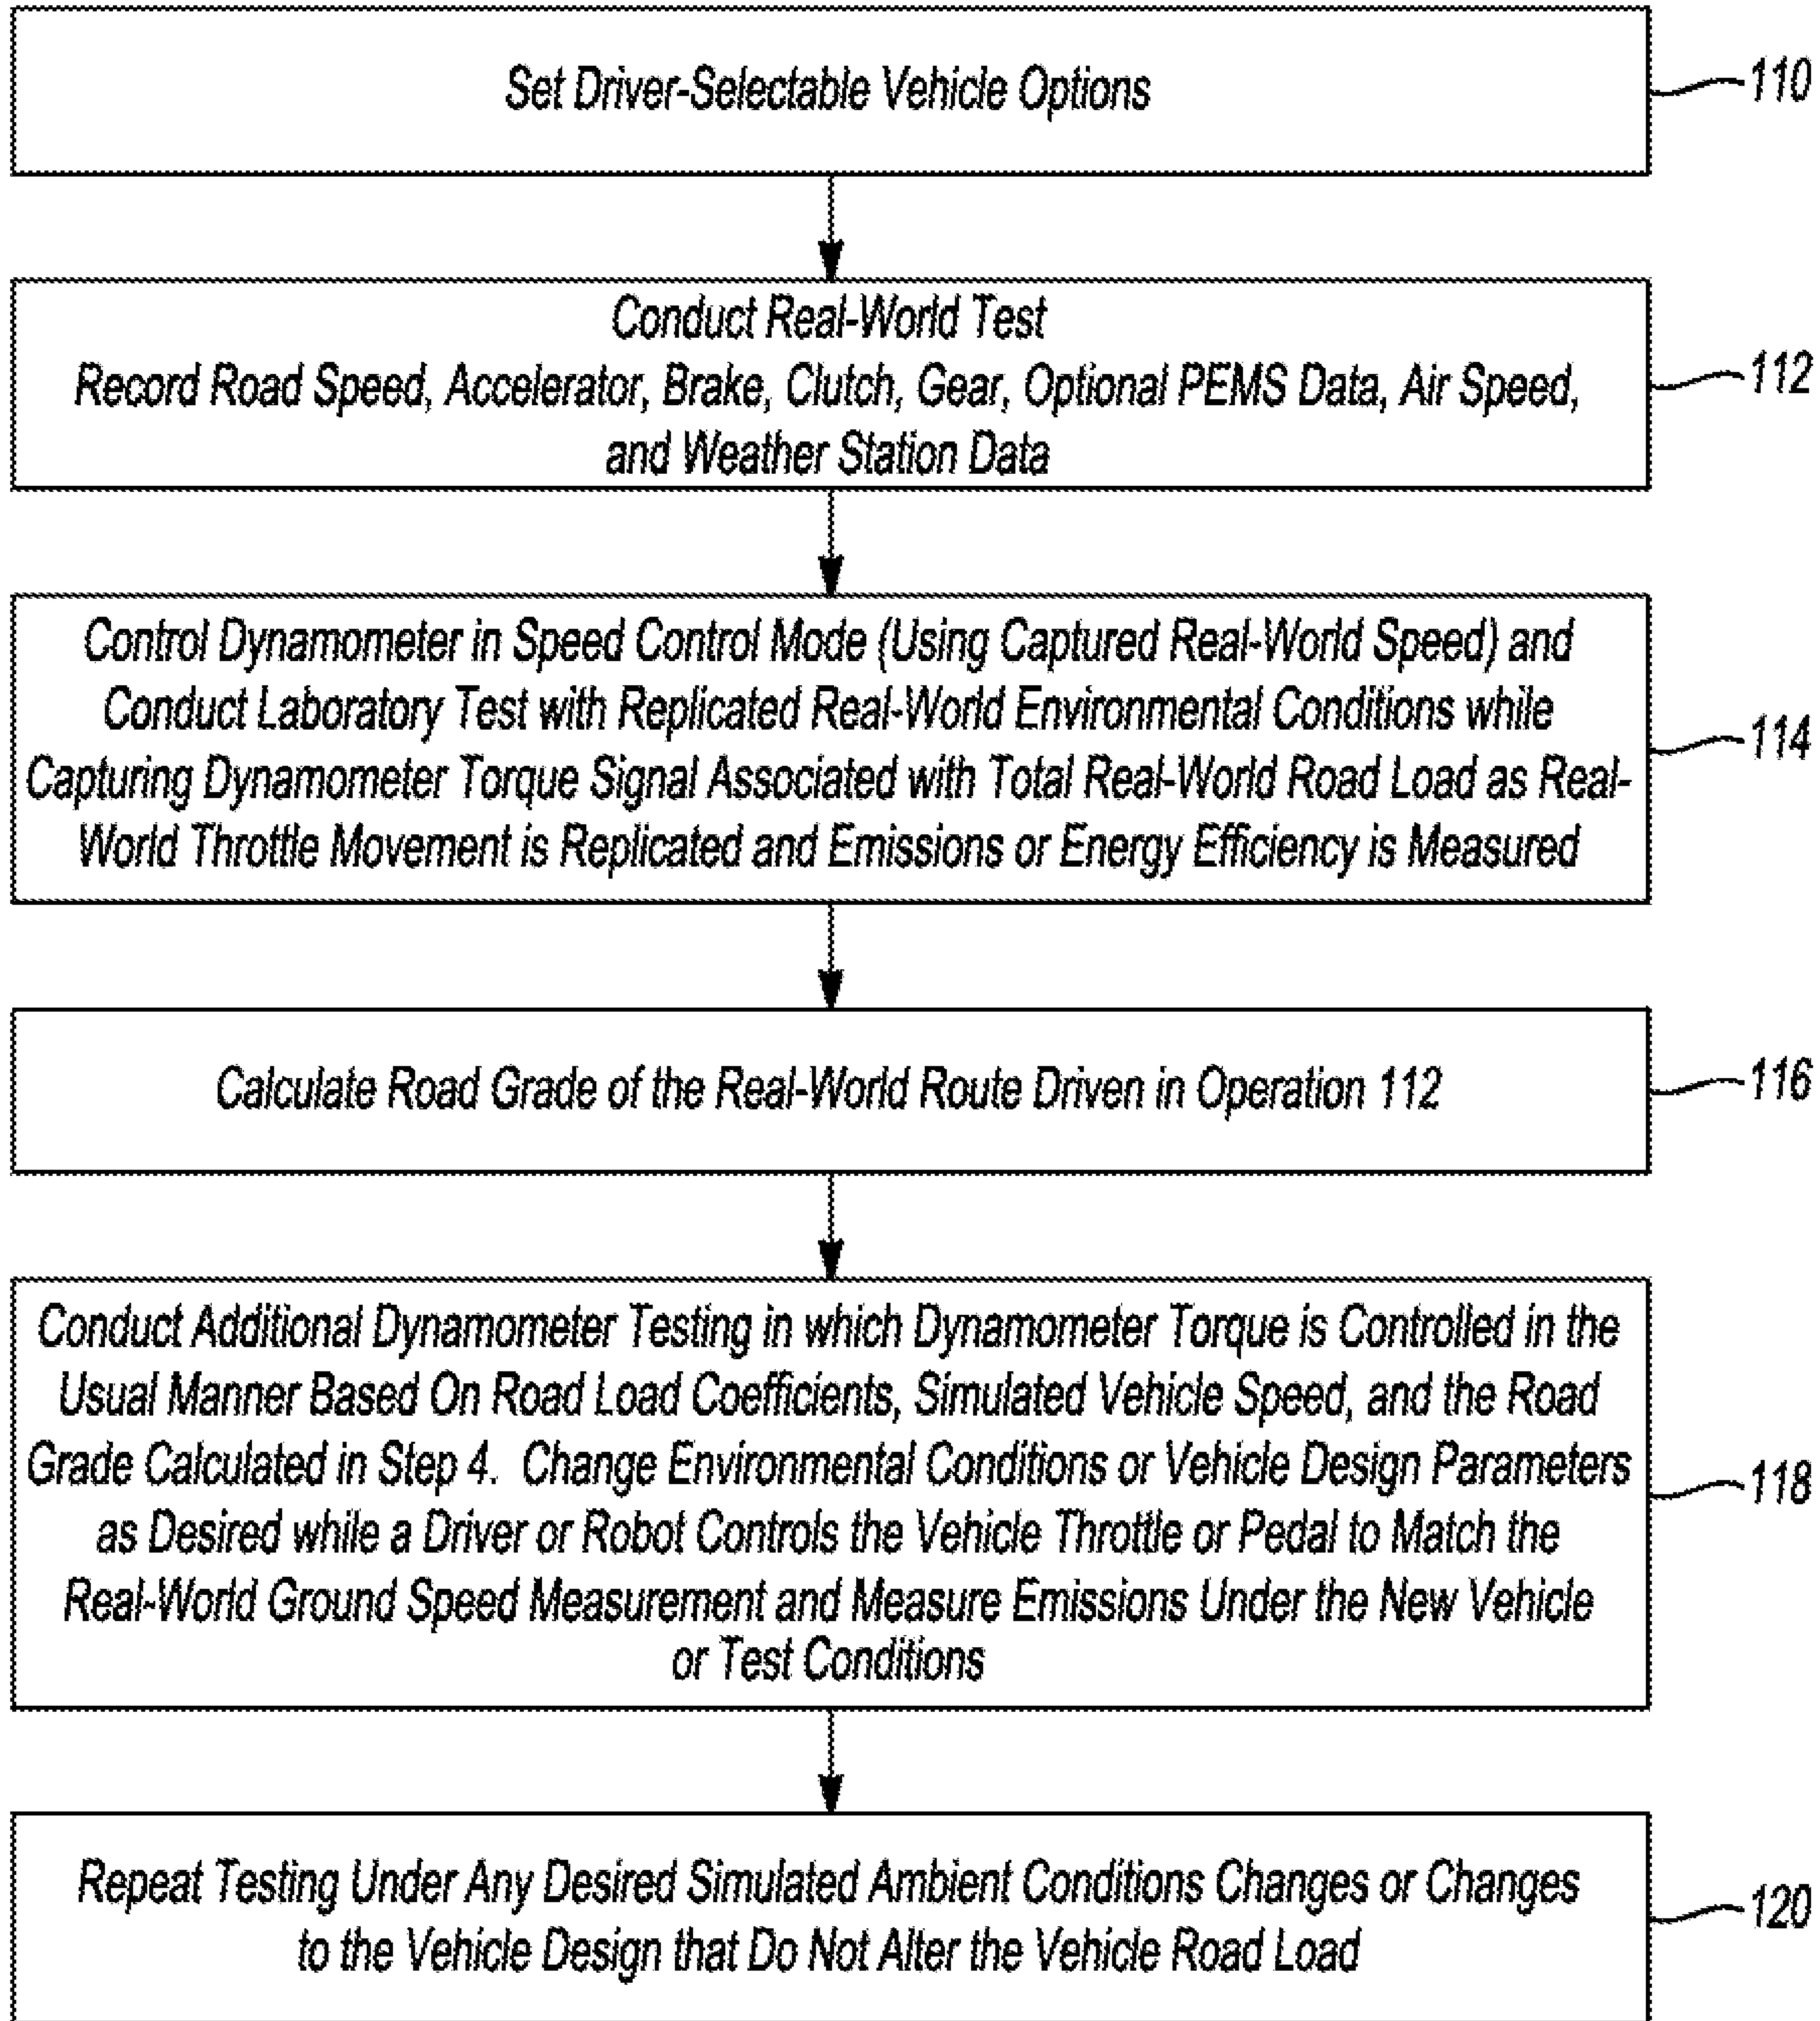 Set Driver-Selectable Vehicle Options
110
Conduct Real-World Test
Record Road Speed, Accelerator, Brake, Clutch, Gear, Optional PEMS Data, Air Speed,
and Weather Station Data
112
Control Dynamometer in Speed Control Mode (Using Captured Real-World Speed) and
Conduct Laboratory Test with Replicated Real-World Environmental Conditions while
Capturing Dynamometer Torque Signal Associated with Total Real-World Road Load as Real-
World Throttle Movement is Replicated and Emissions or Energy Efficiency is Measured
114
Calculate Road Grade of the Real-World Route Driven in Operation 112
116
Conduct Additional Dynamometer Testing in which Dynamometer Torque is Controlled in the
Usual Manner Based On Road Load Coefficients, Simulated Vehicle Speed, and the Road
Grade Calculated in Step 4. Change Environmental Conditions or Vehicle Design Parameters
as Desired while a Driver or Robot Controls the Vehicle Throttle or Pedal to Match the
Real-World Ground Speed Measurement and Measure Emissions Under the New Vehicle
or Test Conditions
118
Repeat Testing Under Any Desired Simulated Ambient Conditions Changes or Changes
to the Vehicle Design that Do Not Alter the Vehicle Road Load
120